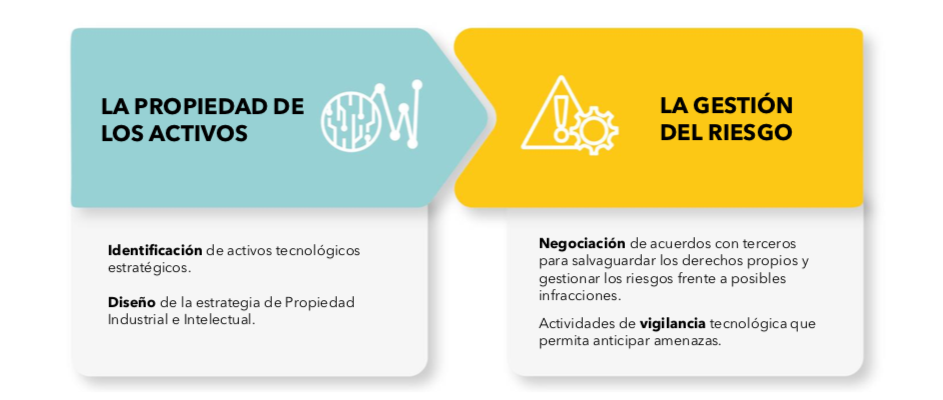 LA PROPIEDAD DE
LOS ACTIVOS
Identificación de activos tecnológicos
estratégicos.
Diseño de la estrategia de Propiedad
Industrial e Intelectual.
LA GESTIÓN
DEL RIESGO
Negociación de acuerdos con terceros
para salvaguardar los derechos propios y
gestionar los riesgos frente a posibles
infracciones.
Actividades de vigilancia tecnológica que
permita anticipar amenazas.